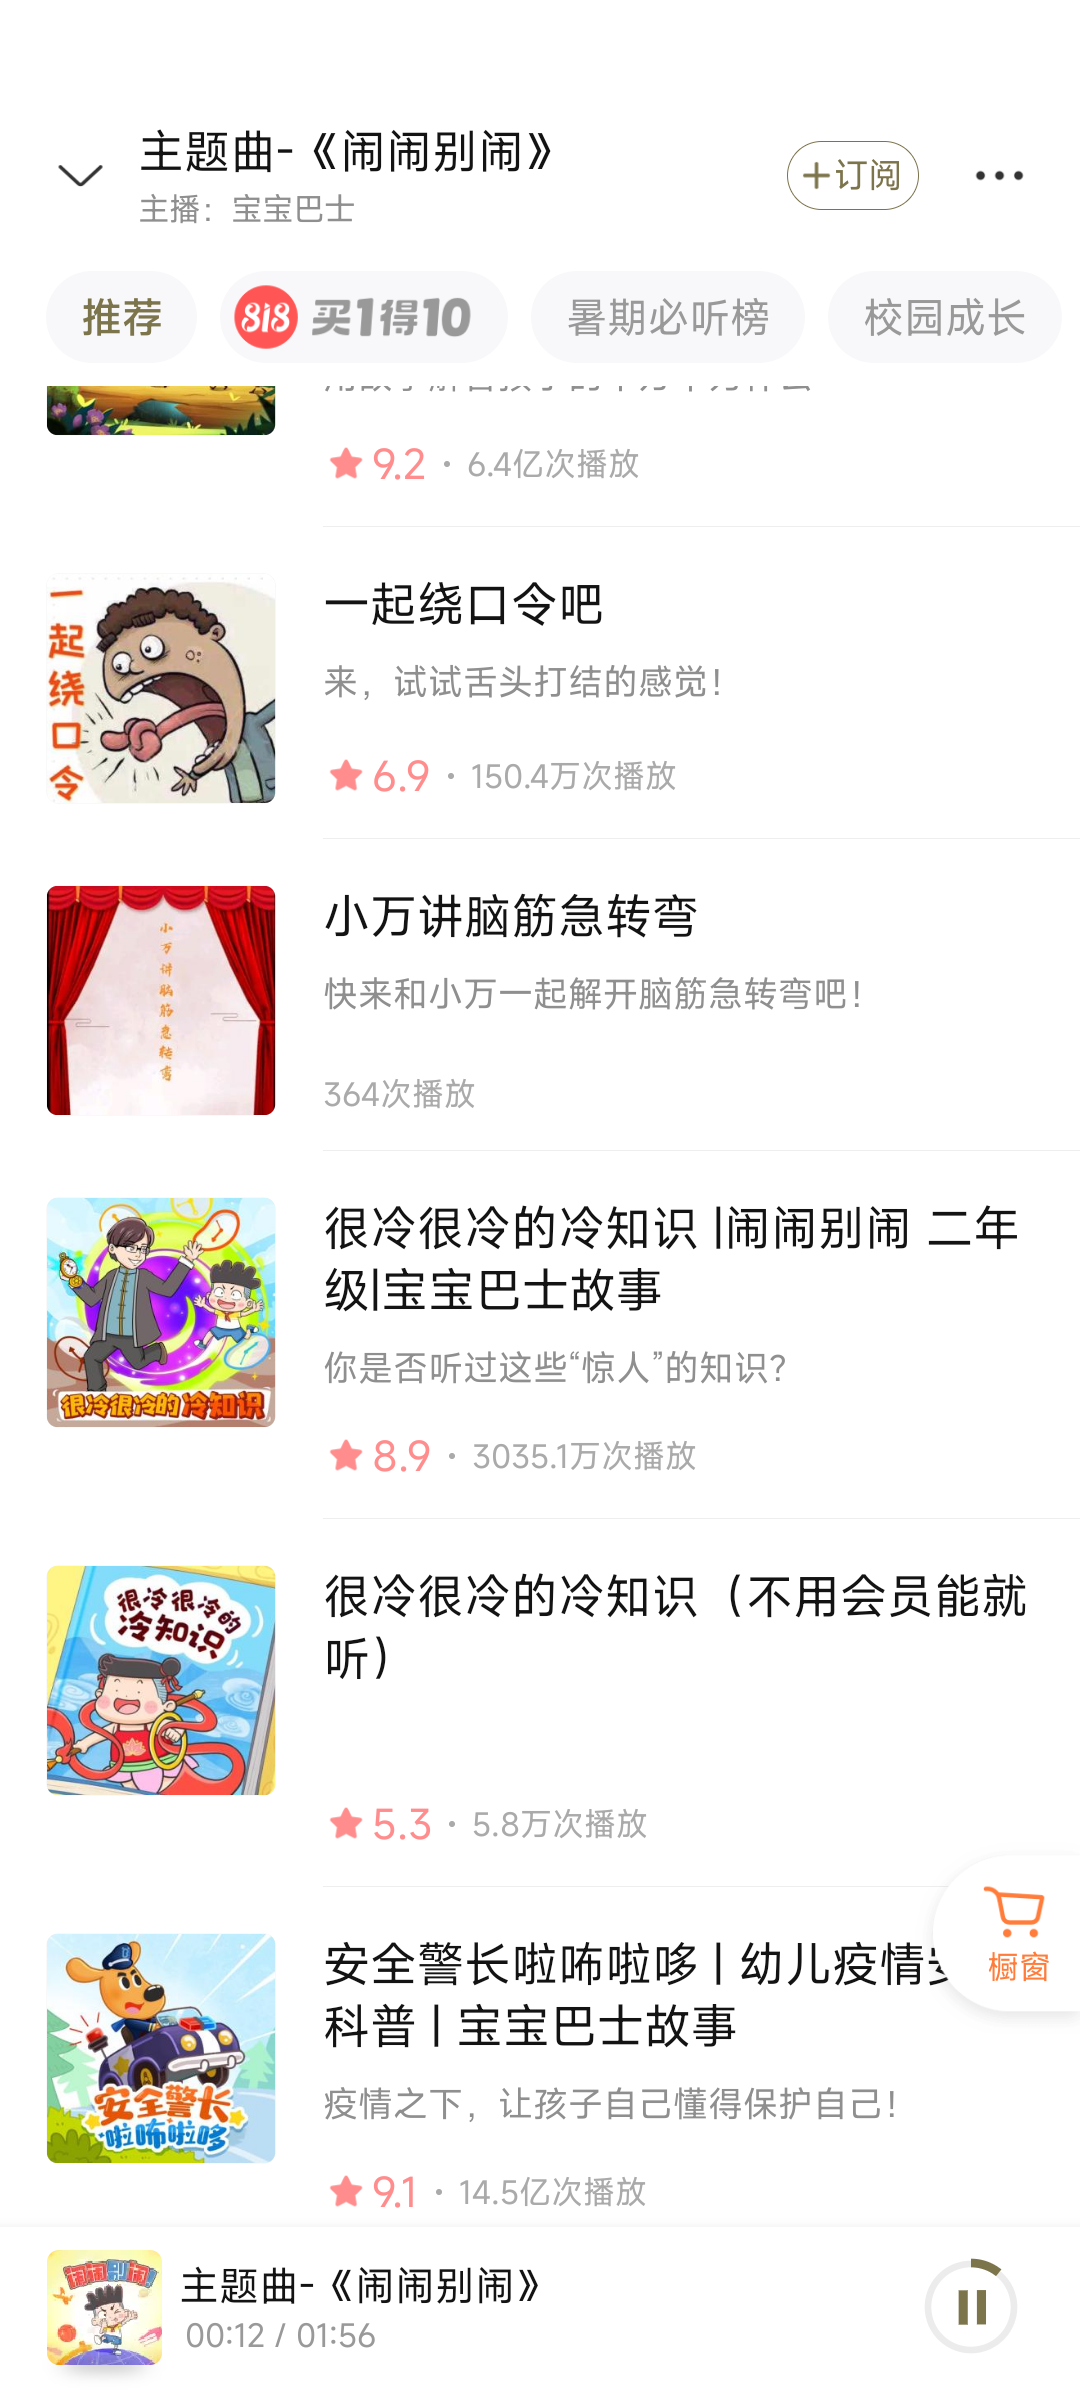 主题曲-《闹闹别闹》
主播：宝宝巴士
+订阅
推荐
818 买1得10
暑期必听榜
校园成长
9.2 · 6.4亿次播放
一起绕口令
一起绕口令吧
来，试试舌头打结的感觉！
6.9 · 150.4万次播放
小万讲脑筋急转弯
小万讲脑筋急转弯
快来和小万一起解开脑筋急转弯吧！
364次播放
很冷很冷的冷知识
很冷很冷的冷知识 |闹闹别闹 二年
级|宝宝巴士故事
你是否听过这些“惊人”的知识？
8.9 · 3035.1万次播放
很冷很冷的
冷知识
很冷很冷的冷知识（不用会员能就
听）
5.3 · 5.8万次播放
橱窗
安全警长
啦咘啦哆
安全警长啦咘啦哆 | 幼儿疫情
科普 | 宝宝巴士故事
疫情之下，让孩子自己懂得保护自己！
9.1 · 14.5亿次播放
闹闹别闹!
主题曲-《闹闹别闹》
00:12 / 01:56